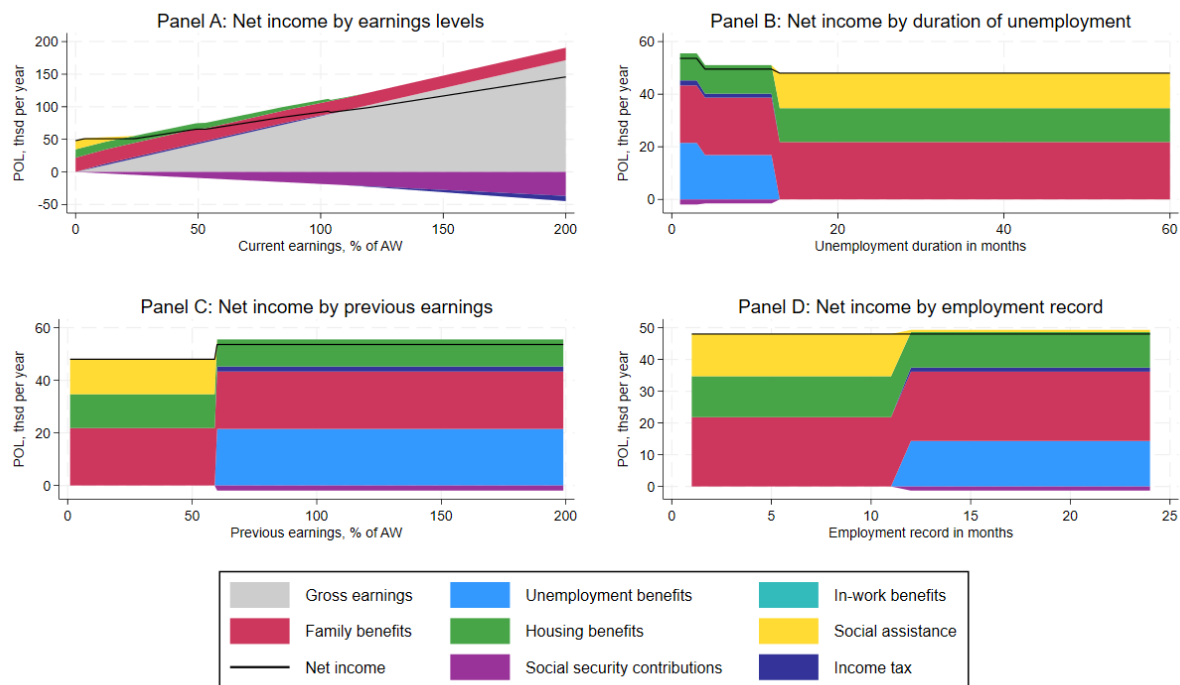 Panel A: Net income by earnings levels
POL, thsd per year
200
150
100
50
0
-50
0 50 100 150 200
Current earnings, % of AW
Panel B: Net income by duration of unemployment
POL, thsd per year
60
40
20
0
0 20 40 60
Unemployment duration in months
Panel C: Net income by previous earnings
POL, thsd per year
60
40
20
0
0 50 100 150 200
Previous earnings, % of AW
Panel D: Net income by employment record
POL, thsd per year
50
40
30
20
10
0
0 5 10 15 20 25
Employment record in months
Gross earnings Unemployment benefits In-work benefits
Family benefits Housing benefits Social assistance
Net income Social security contributions Income tax